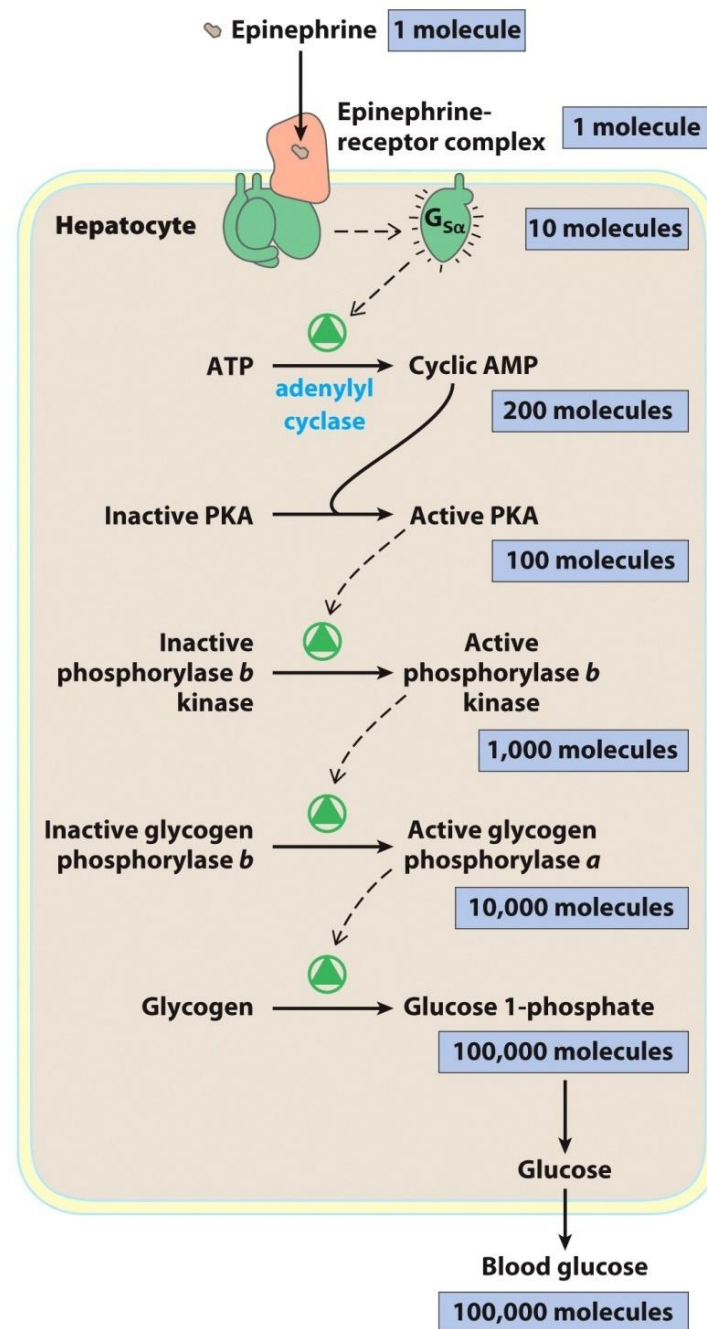 Epinephrine 1 molecule
Epinephrine-
receptor complex
1 molecule
Hepatocyte
GSα
10 molecules
ATP
adenylyl
cyclase
Cyclic AMP
200 molecules
Inactive PKA
Active PKA
100 molecules
Inactive
phosphorylase b
kinase
Active
phosphorylase b
kinase
1,000 molecules
Inactive glycogen
phosphorylase b
Active glycogen
phosphorylase a
10,000 molecules
Glycogen
Glucose 1-phosphate
100,000 molecules
Glucose
Blood glucose
100,000 molecules